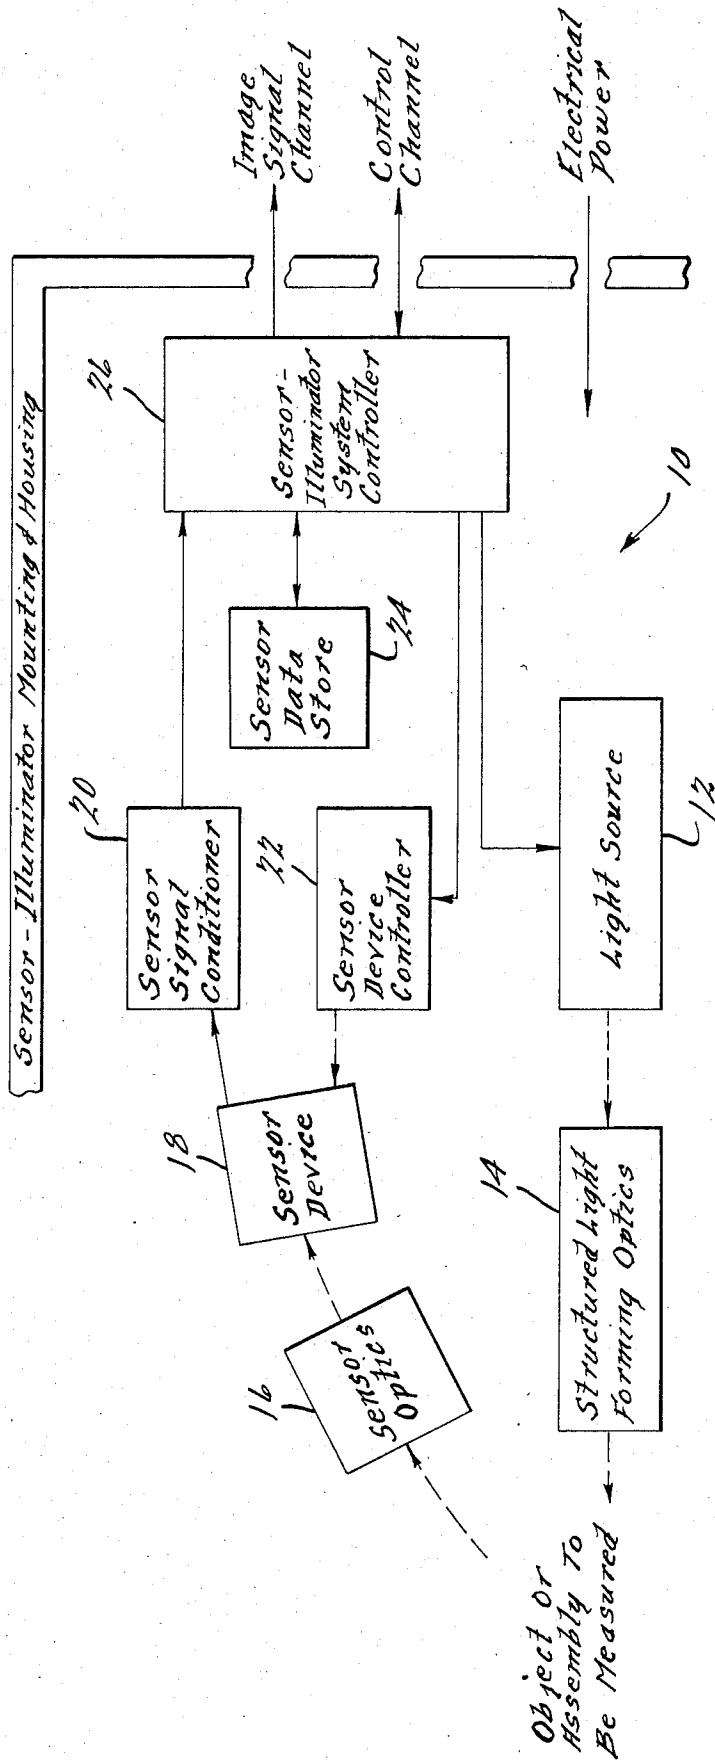 Sensor-Illuminator Mounting & Housing
Image
Signal
Channel
Control
Channel
Electrical
Power
26
Sensor-
Illuminator
System
Controller
20
Sensor
Signal
Conditioner
Sensor
Data
Store
24
22
Sensor
Device
Controller
18
Sensor
Device
16
Sensor
Optics
10
Light Source
12
14
Structured Light
Forming Optics
Object Or
Assembly To
Be Measured